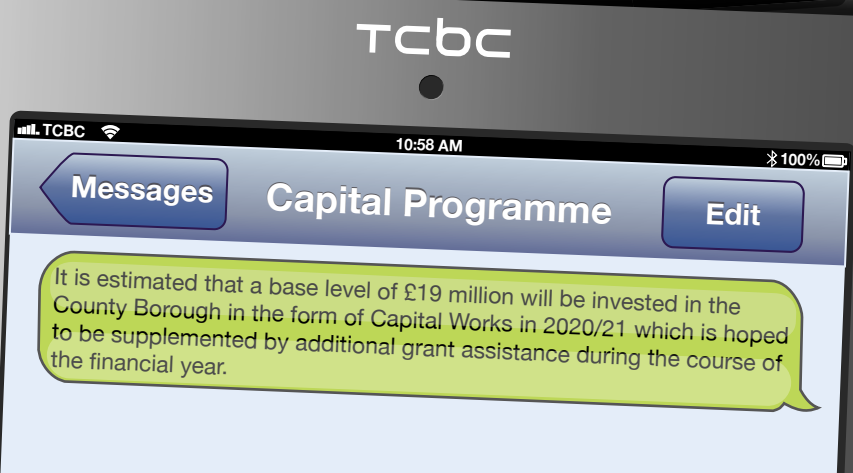 TCBC
TCBC
10:58 AM
100%
Messages
Capital Programme
Edit
It is estimated that a base level of £19 million will be invested in the
County Borough in the form of Capital Works in 2020/21 which is hoped
to be supplemented by additional grant assistance during the course of
the financial year.